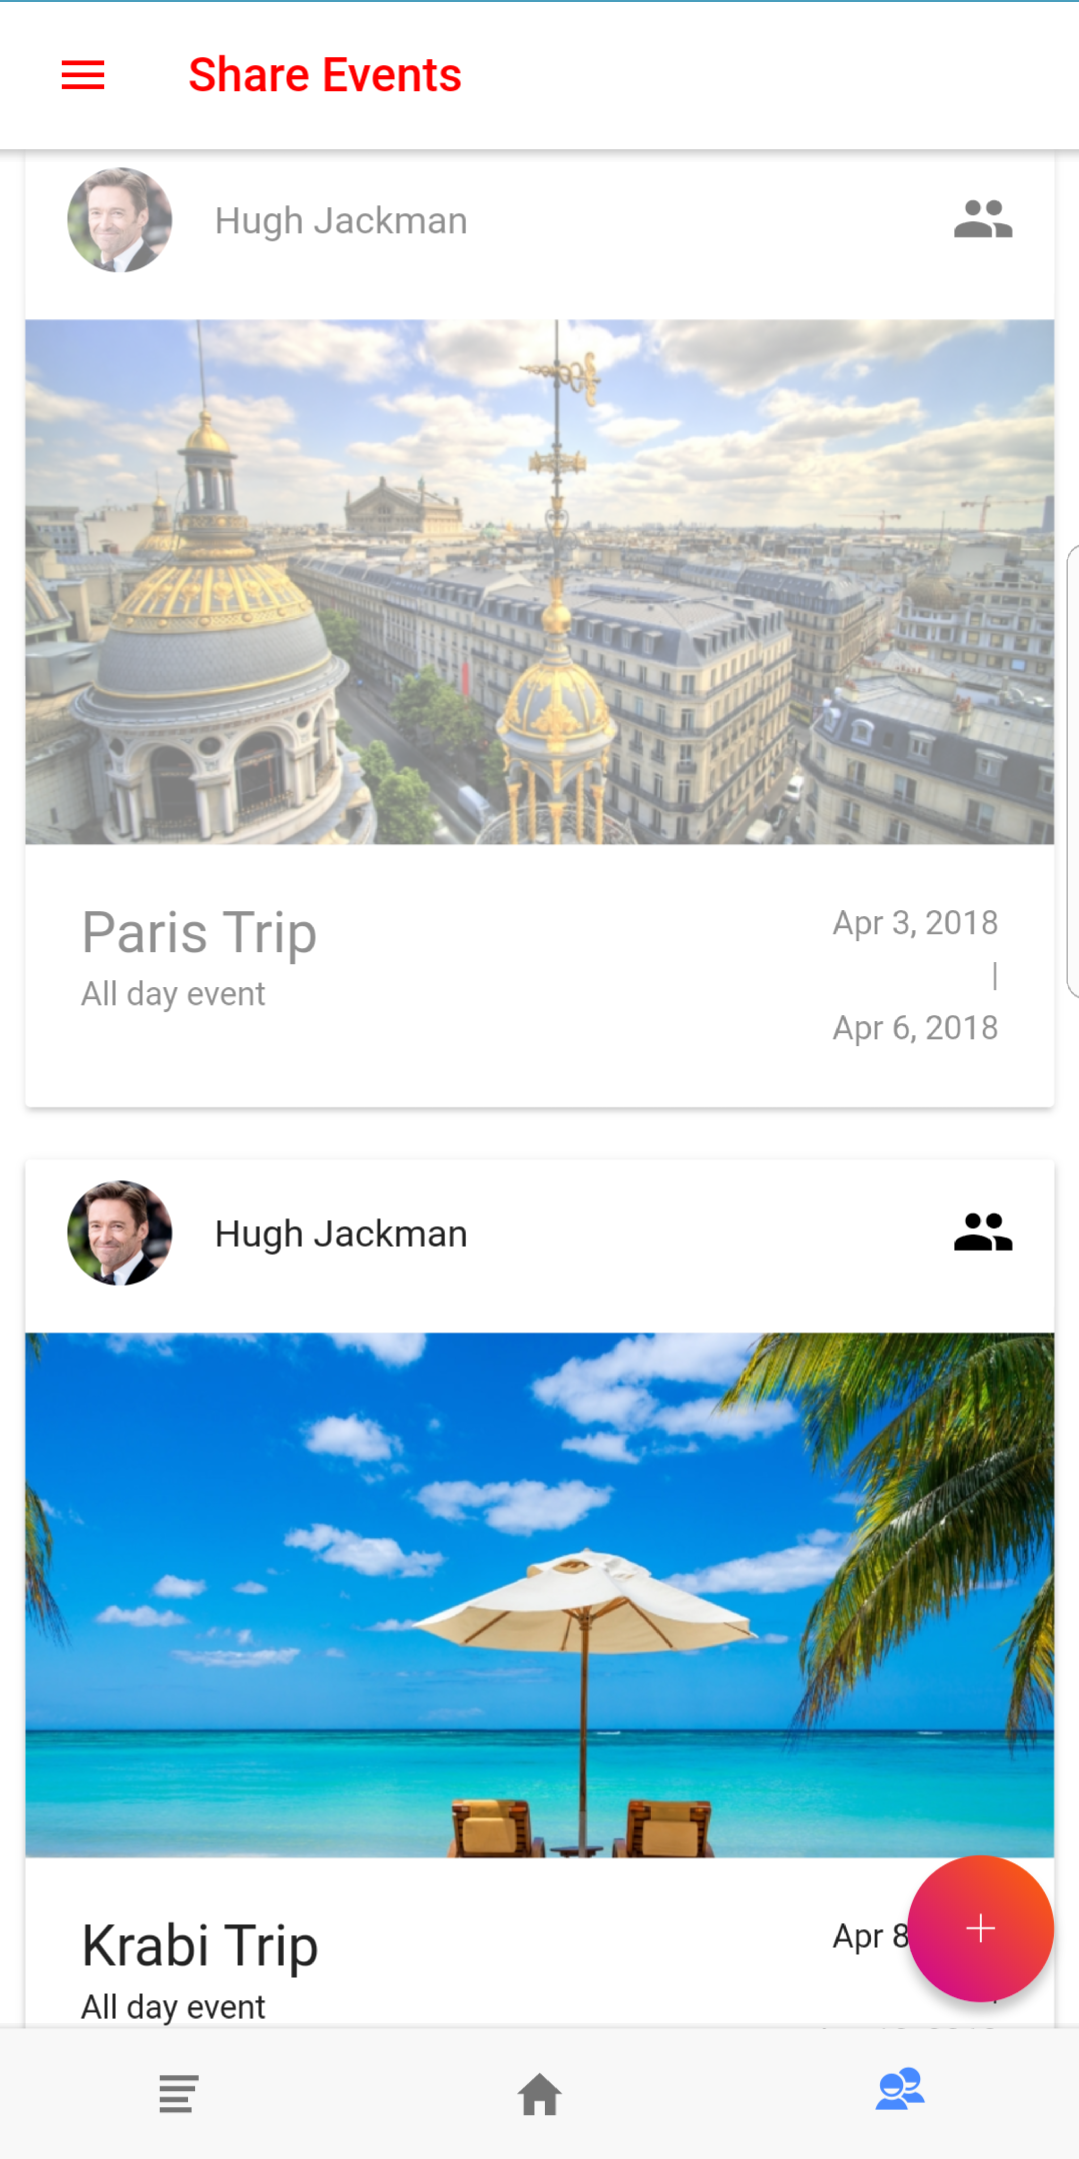 Share Events
Hugh Jackman
Paris Trip
All day event
Apr 3, 2018
|
Apr 6, 2018
Hugh Jackman
Krabi Trip
All day event
Apr 8